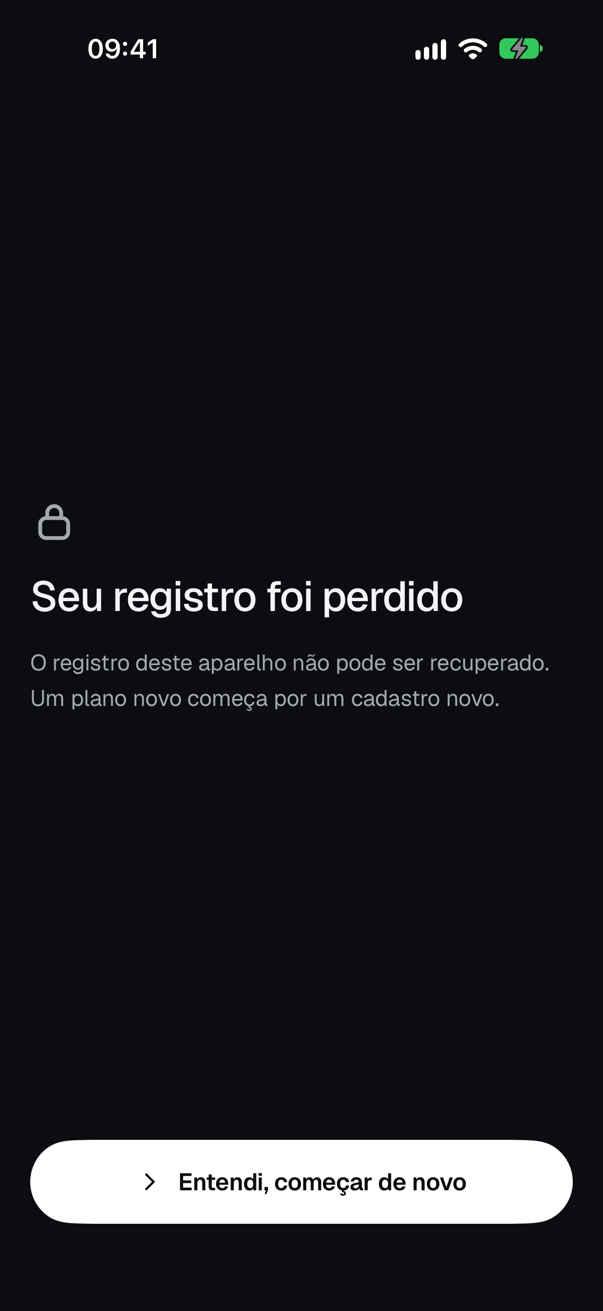 09:41
Seu registro foi perdido
O registro deste aparelho não pode ser recuperado.
Um plano novo começa por um cadastro novo.
Entendi, começar de novo